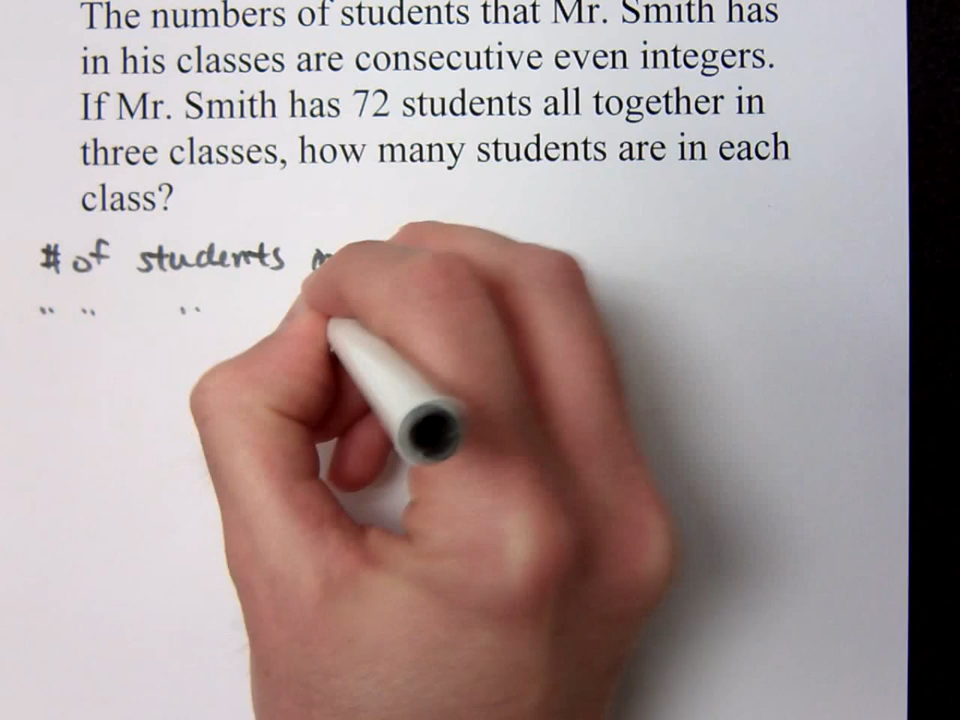 The numbers of students that Mr. Smith has
in his classes are consecutive even integers.
If Mr. Smith has 72 students all together in
three classes, how many students are in each
class?
# of students
" " "